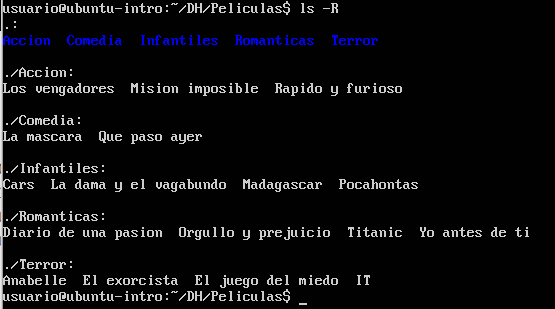 usuario@ubuntu-intro:~/DH/Peliculas$ ls -R
.:
Accion  Comedia  Infantiles  Romanticas  Terror

./Accion:
Los vengadores  Mision imposible  Rapido y furioso

./Comedia:
La mascara  Que paso ayer

./Infantiles:
Cars  La dama y el vagabundo  Madagascar  Pocahontas

./Romanticas:
Diario de una pasion  Orgullo y prejuicio  Titanic  Yo antes de ti

./Terror:
Anabelle  El exorcista  El juego del miedo  IT
usuario@ubuntu-intro:~/DH/Peliculas$ _